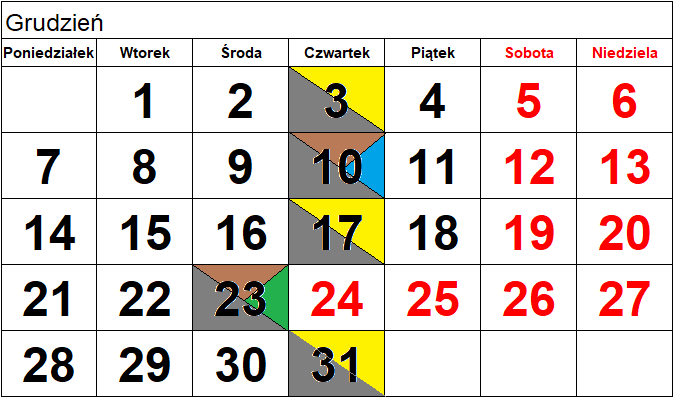 Grudzień
Poniedziałek Wtorek Środa Czwartek Piątek Sobota Niedziela
1 2 3 4 5 6
7 8 9 10 11 12 13
14 15 16 17 18 19 20
21 22 23 24 25 26 27
28 29 30 31